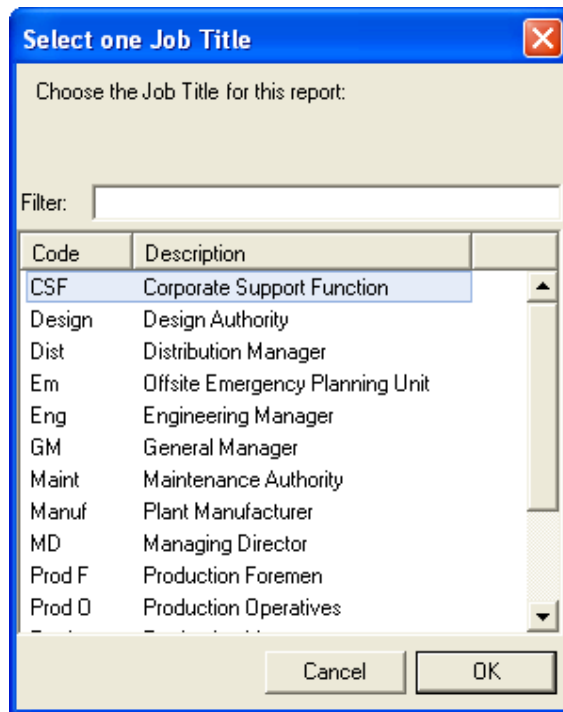 Select one Job Title
Choose the Job Title for this report:
Filter:
Code Description
CSF Corporate Support Function
Design Design Authority
Dist Distribution Manager
Em Offsite Emergency Planning Unit
Eng Engineering Manager
GM General Manager
Maint Maintenance Authority
Manuf Plant Manufacturer
MD Managing Director
Prod F Production Foremen
Prod O Production Operatives
Cancel OK